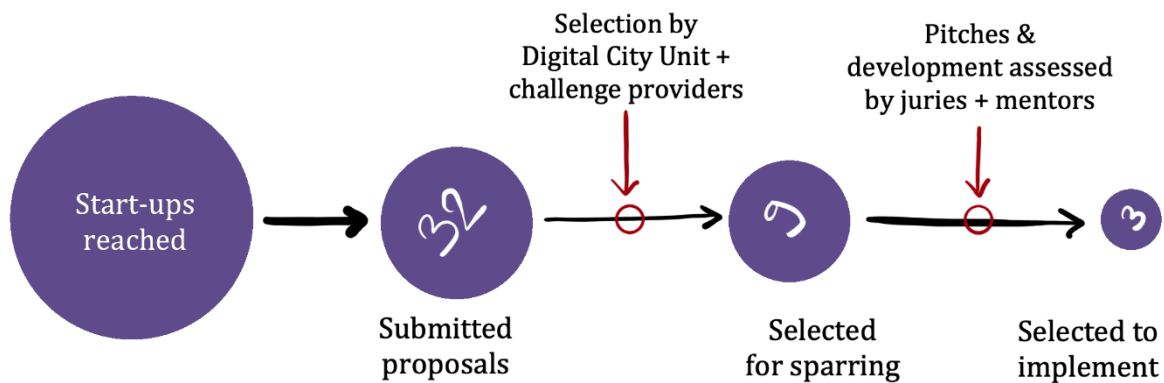 Selection by
Digital City Unit +
challenge providers
Pitches &
development assessed
by juries + mentors
Start-ups
reached
32
9
3
Submitted
proposals
Selected
for sparring
Selected to
implement